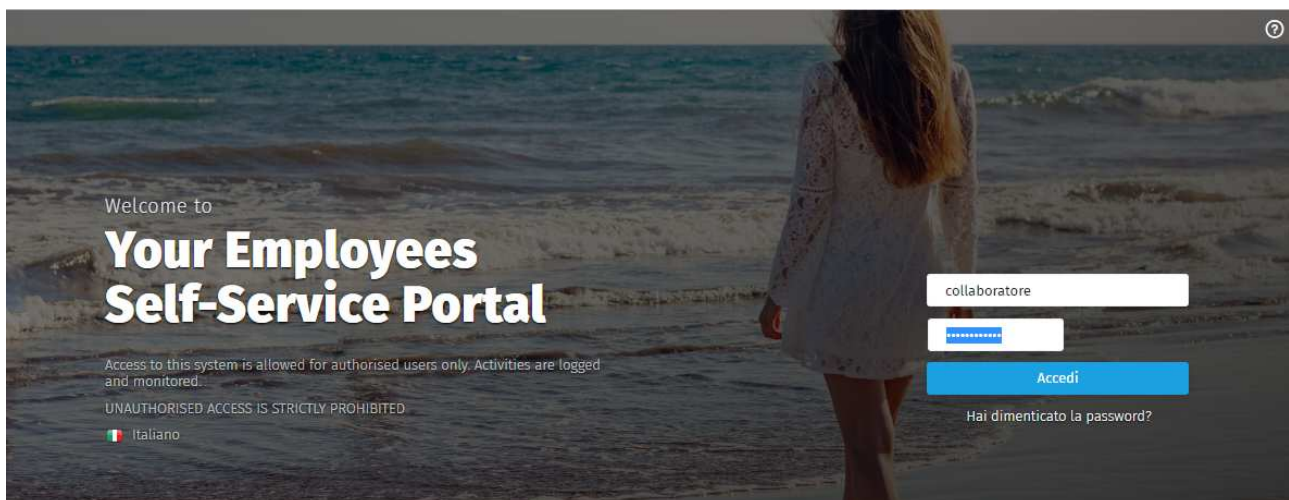 Welcome to
Your Employees
Self-Service Portal
Access to this system is allowed for authorised users only. Activities are logged
and monitored.
UNAUTHORISED ACCESS IS STRICTLY PROHIBITED
Italiano
collaboratore
••••••••••••
Accedi
Hai dimenticato la password?
?